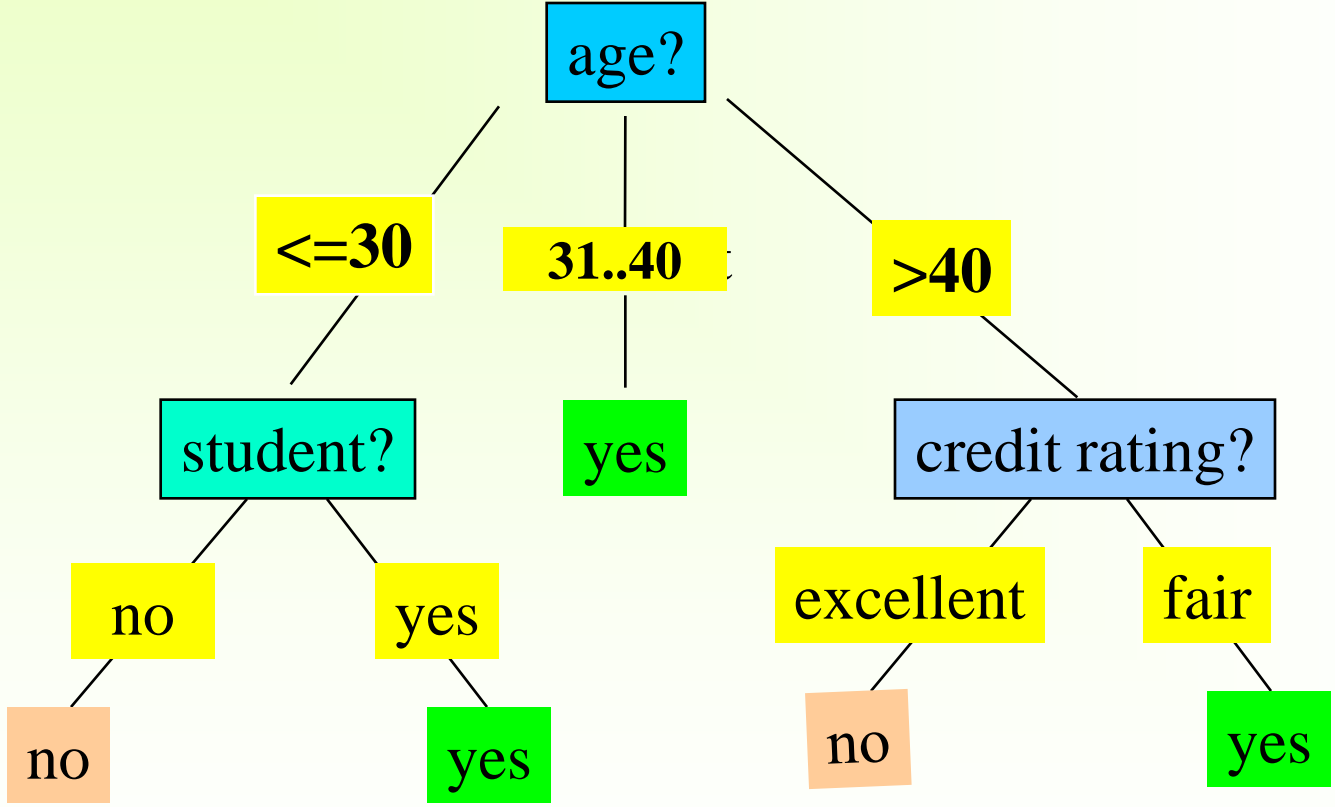 age?
<=30
31..40
>40
student?
yes
credit rating?
no
yes
excellent
fair
no
yes
no
yes